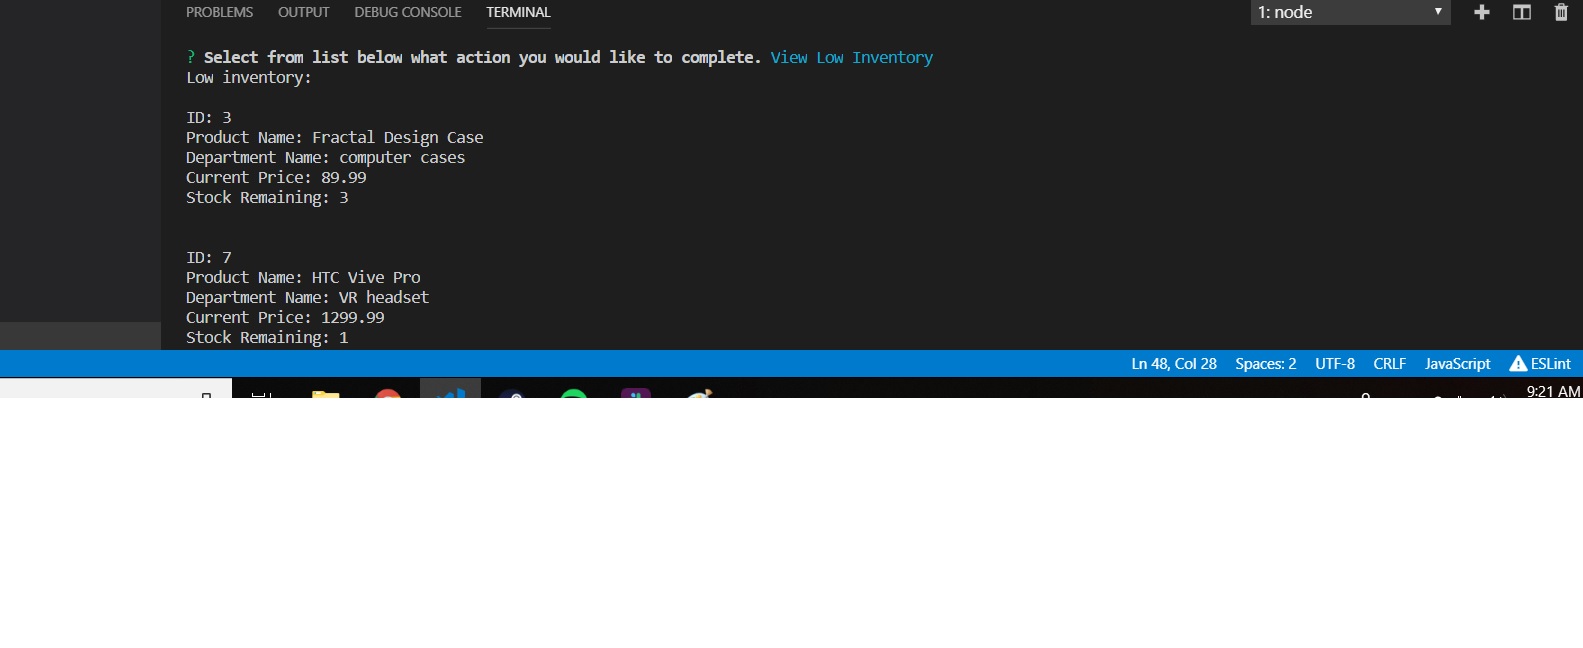 PROBLEMS OUTPUT DEBUG CONSOLE TERMINAL 1: node
? Select from list below what action you would like to complete. View Low Inventory
Low inventory:
ID: 3
Product Name: Fractal Design Case
Department Name: computer cases
Current Price: 89.99
Stock Remaining: 3
ID: 7
Product Name: HTC Vive Pro
Department Name: VR headset
Current Price: 1299.99
Stock Remaining: 1
Ln 48, Col 28 Spaces: 2 UTF-8 CRLF JavaScript ESLint
9:21 AM